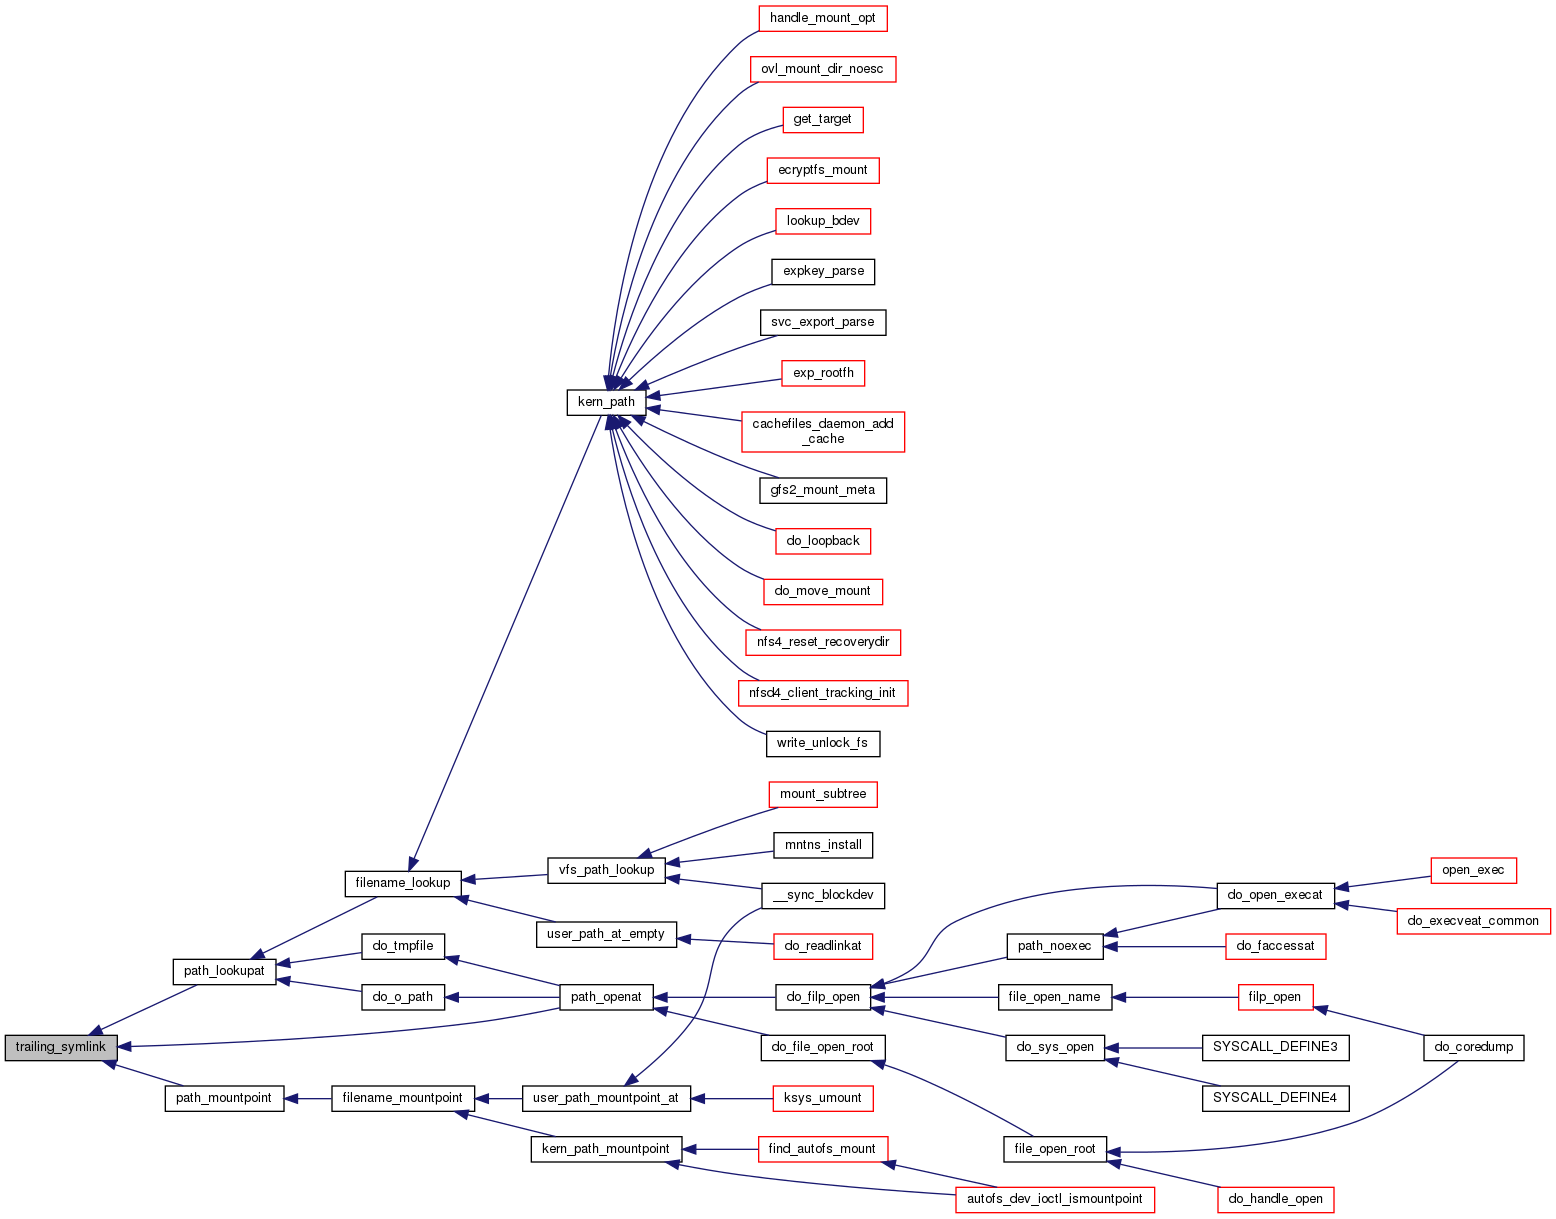 handle_mount_opt
ovl_mount_dir_noesc
get_target
ecryptfs_mount
lookup_bdev
expkey_parse
svc_export_parse
exp_rootfh
kern_path
cachefiles_daemon_add
_cache
gfs2_mount_meta
do_loopback
do_move_mount
nfs4_reset_recoverydir
nfsd4_client_tracking_init
write_unlock_fs
mount_subtree
mntns_install
vfs_path_lookup
open_exec
filename_lookup
__sync_blockdev
do_open_execat
do_execveat_common
user_path_at_empty
do_tmpfile
do_readlinkat
path_noexec
do_faccessat
path_lookupat
do_o_path
path_openat
do_filp_open
file_open_name
filp_open
trailing_symlink
do_file_open_root
do_sys_open
SYSCALL_DEFINE3
do_coredump
path_mountpoint
filename_mountpoint
user_path_mountpoint_at
ksys_umount
SYSCALL_DEFINE4
kern_path_mountpoint
find_autofs_mount
file_open_root
autofs_dev_ioctl_ismountpoint
do_handle_open